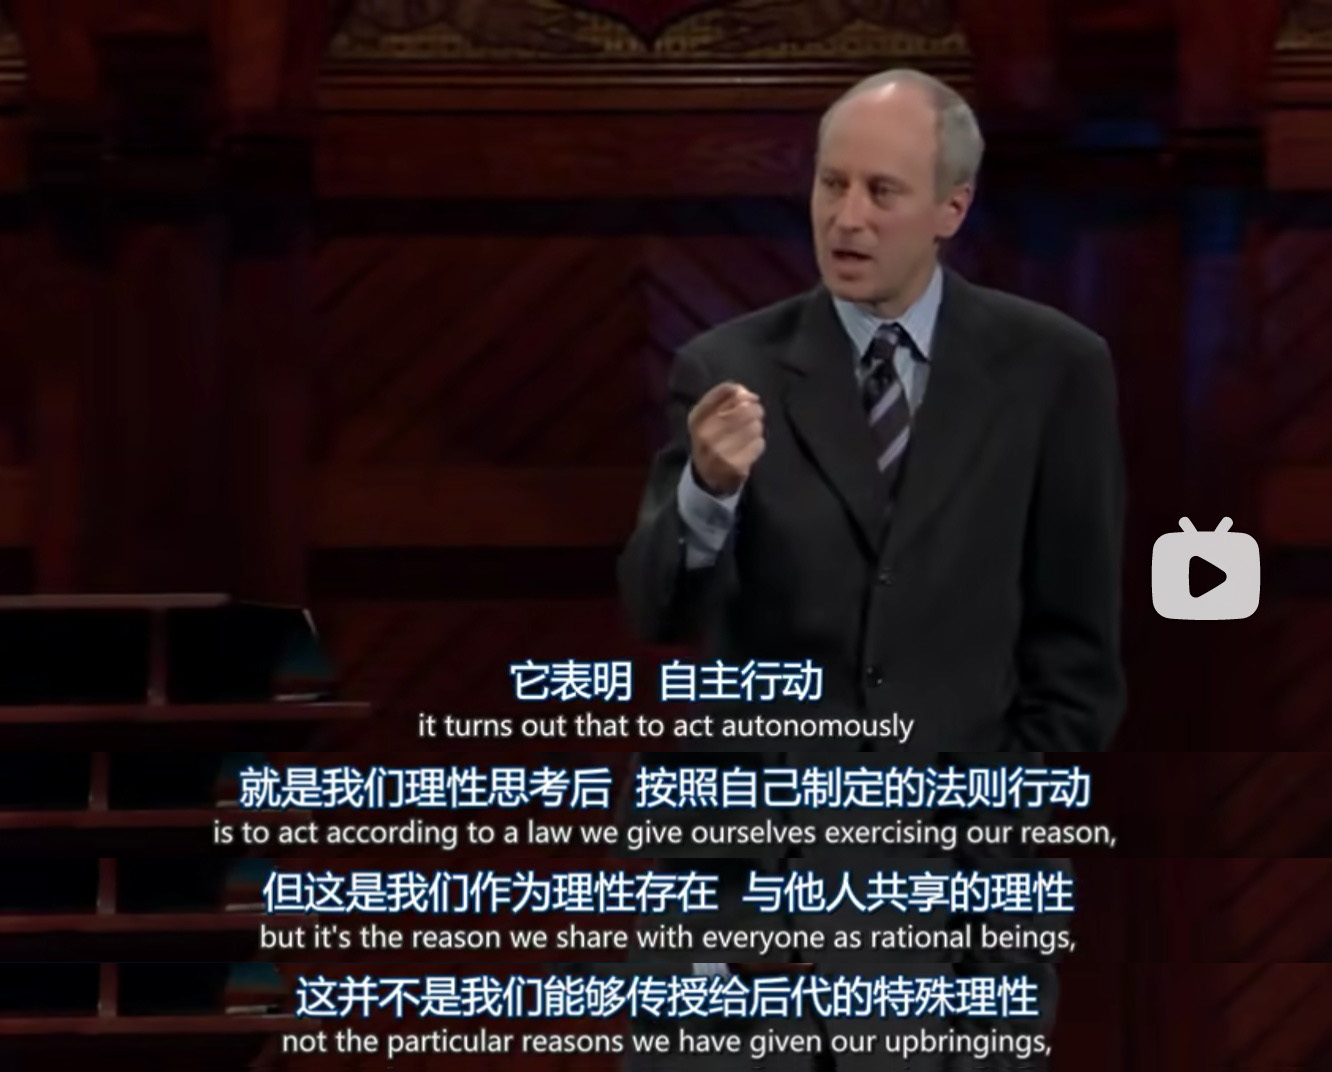 它表明 自主行动
it turns out that to act autonomously
就是我们理性思考后 按照自己制定的法则行动
is to act according to a law we give ourselves exercising our reason,
但这是我们作为理性存在 与他人共享的理性
but it's the reason we share with everyone as rational beings,
这并不是我们能够传授给后代的特殊理性
not the particular reasons we have given our upbringings,